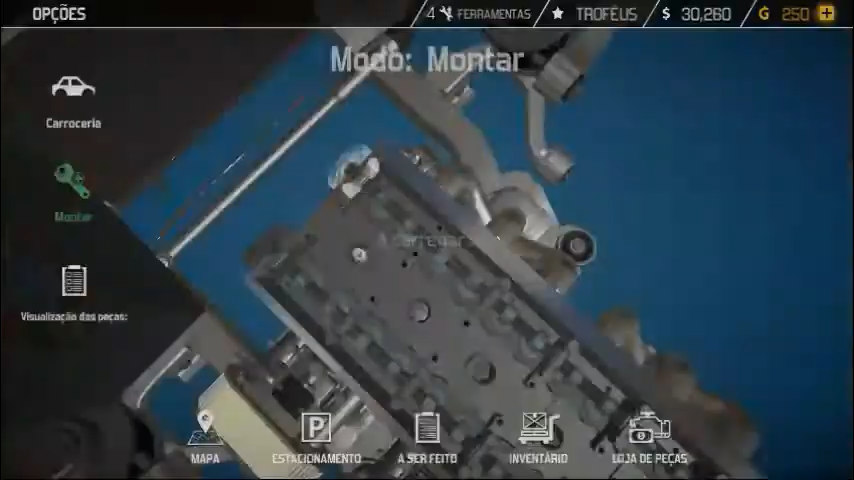 OPÇÕES
4 FERRAMENTAS
TROFÉUS
$ 30,260
G 250 +
Modo: Montar
Carroceria
Montar
A carregar
Visualização das peças:
P
MAPA
ESTACIONAMENTO
A SER FEITO
INVENTÁRIO
LOJA DE PEÇAS